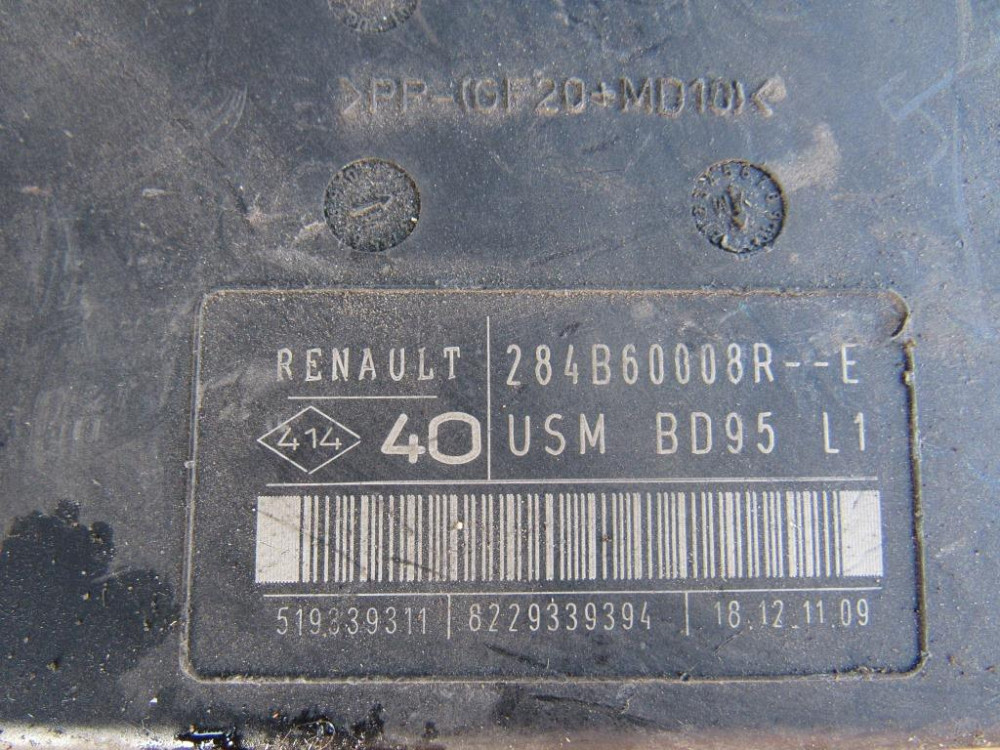 >PP-(GF20+MD10)<
RENAULT 284B60008R--E
414 40 USM BD95 L1
519339311 8229339394 18.12.11.09